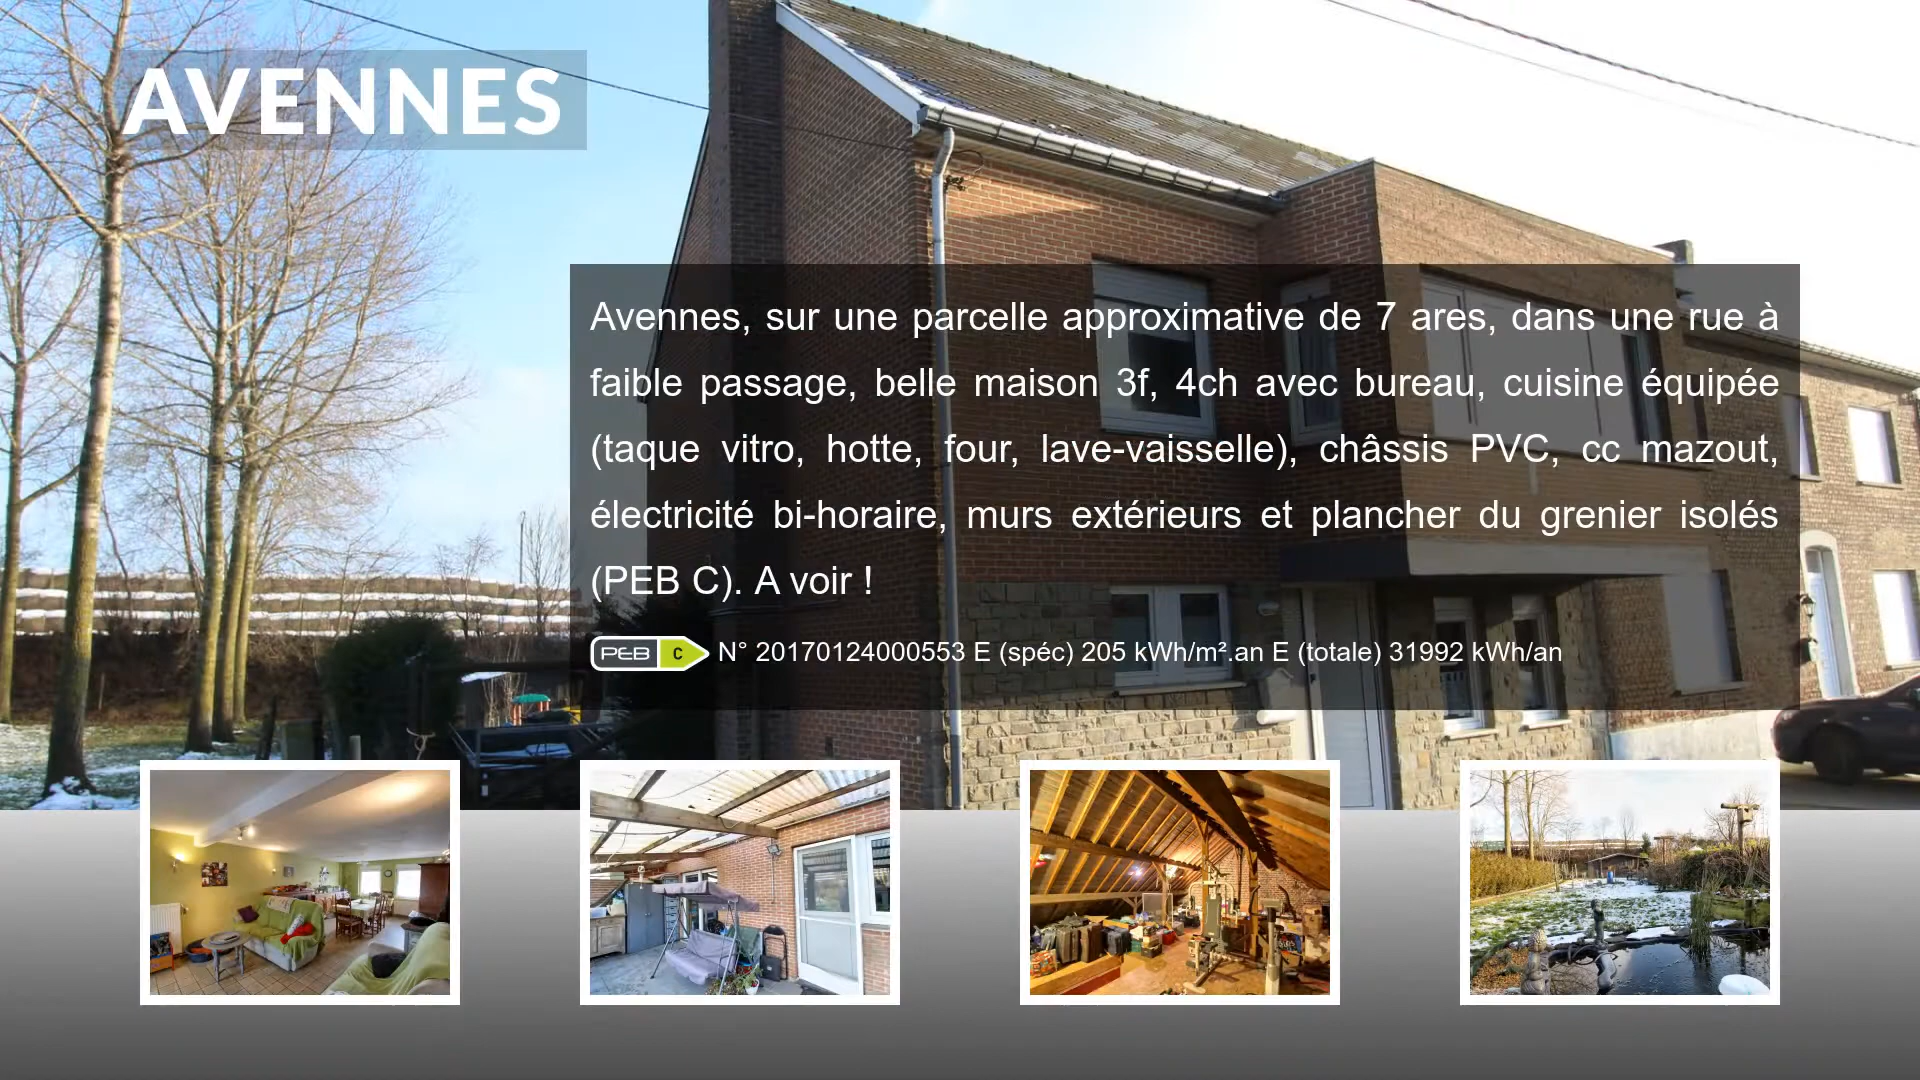 AVENNES
Avennes, sur une parcelle approximative de 7 ares, dans une rue à
faible passage, belle maison 3f, 4ch avec bureau, cuisine équipée
(taque vitro, hotte, four, lave-vaisselle), châssis PVC, cc mazout,
électricité bi-horaire, murs extérieurs et plancher du grenier isolés
(PEB C). A voir !
PEB C N° 20170124000553 E (spéc) 205 kWh/m².an E (totale) 31992 kWh/an